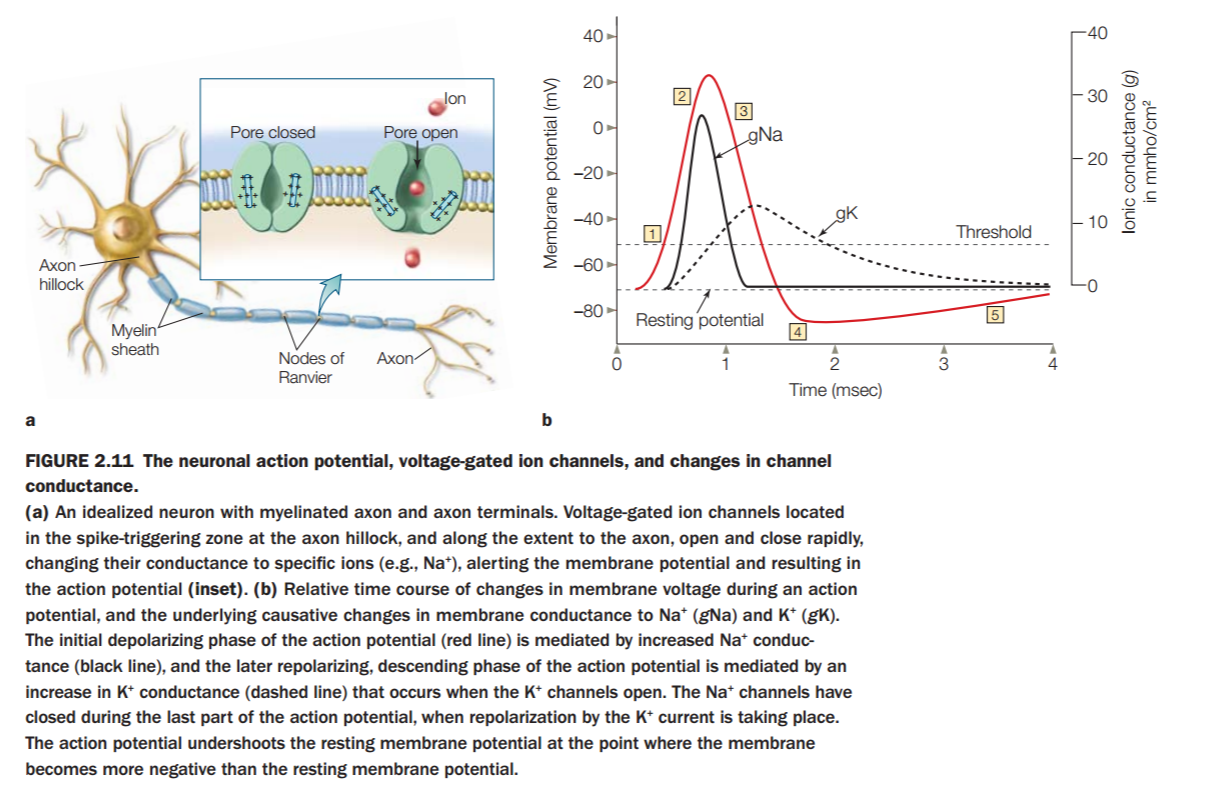 Ion
Pore closed
Pore open
Axon
hillock
Myelin
sheath
Nodes of
Ranvier
Axon
a
Membrane potential (mV)
40
20
0
–20
–40
–60
–80
1
2
3
4
5
gNa
gK
Threshold
Resting potential
0
1
2
3
4
Time (msec)
40
30
20
10
0
Ionic conductance (g)
in mmho/cm²
b
FIGURE 2.11 The neuronal action potential, voltage-gated ion channels, and changes in channel
conductance.
(a) An idealized neuron with myelinated axon and axon terminals. Voltage-gated ion channels located
in the spike-triggering zone at the axon hillock, and along the extent to the axon, open and close rapidly,
changing their conductance to specific ions (e.g., Na⁺), alerting the membrane potential and resulting in
the action potential (inset). (b) Relative time course of changes in membrane voltage during an action
potential, and the underlying causative changes in membrane conductance to Na⁺ (gNa) and K⁺ (gK).
The initial depolarizing phase of the action potential (red line) is mediated by increased Na⁺ conduc-
tance (black line), and the later repolarizing, descending phase of the action potential is mediated by an
increase in K⁺ conductance (dashed line) that occurs when the K⁺ channels open. The Na⁺ channels have
closed during the last part of the action potential, when repolarization by the K⁺ current is taking place.
The action potential undershoots the resting membrane potential at the point where the membrane
becomes more negative than the resting membrane potential.